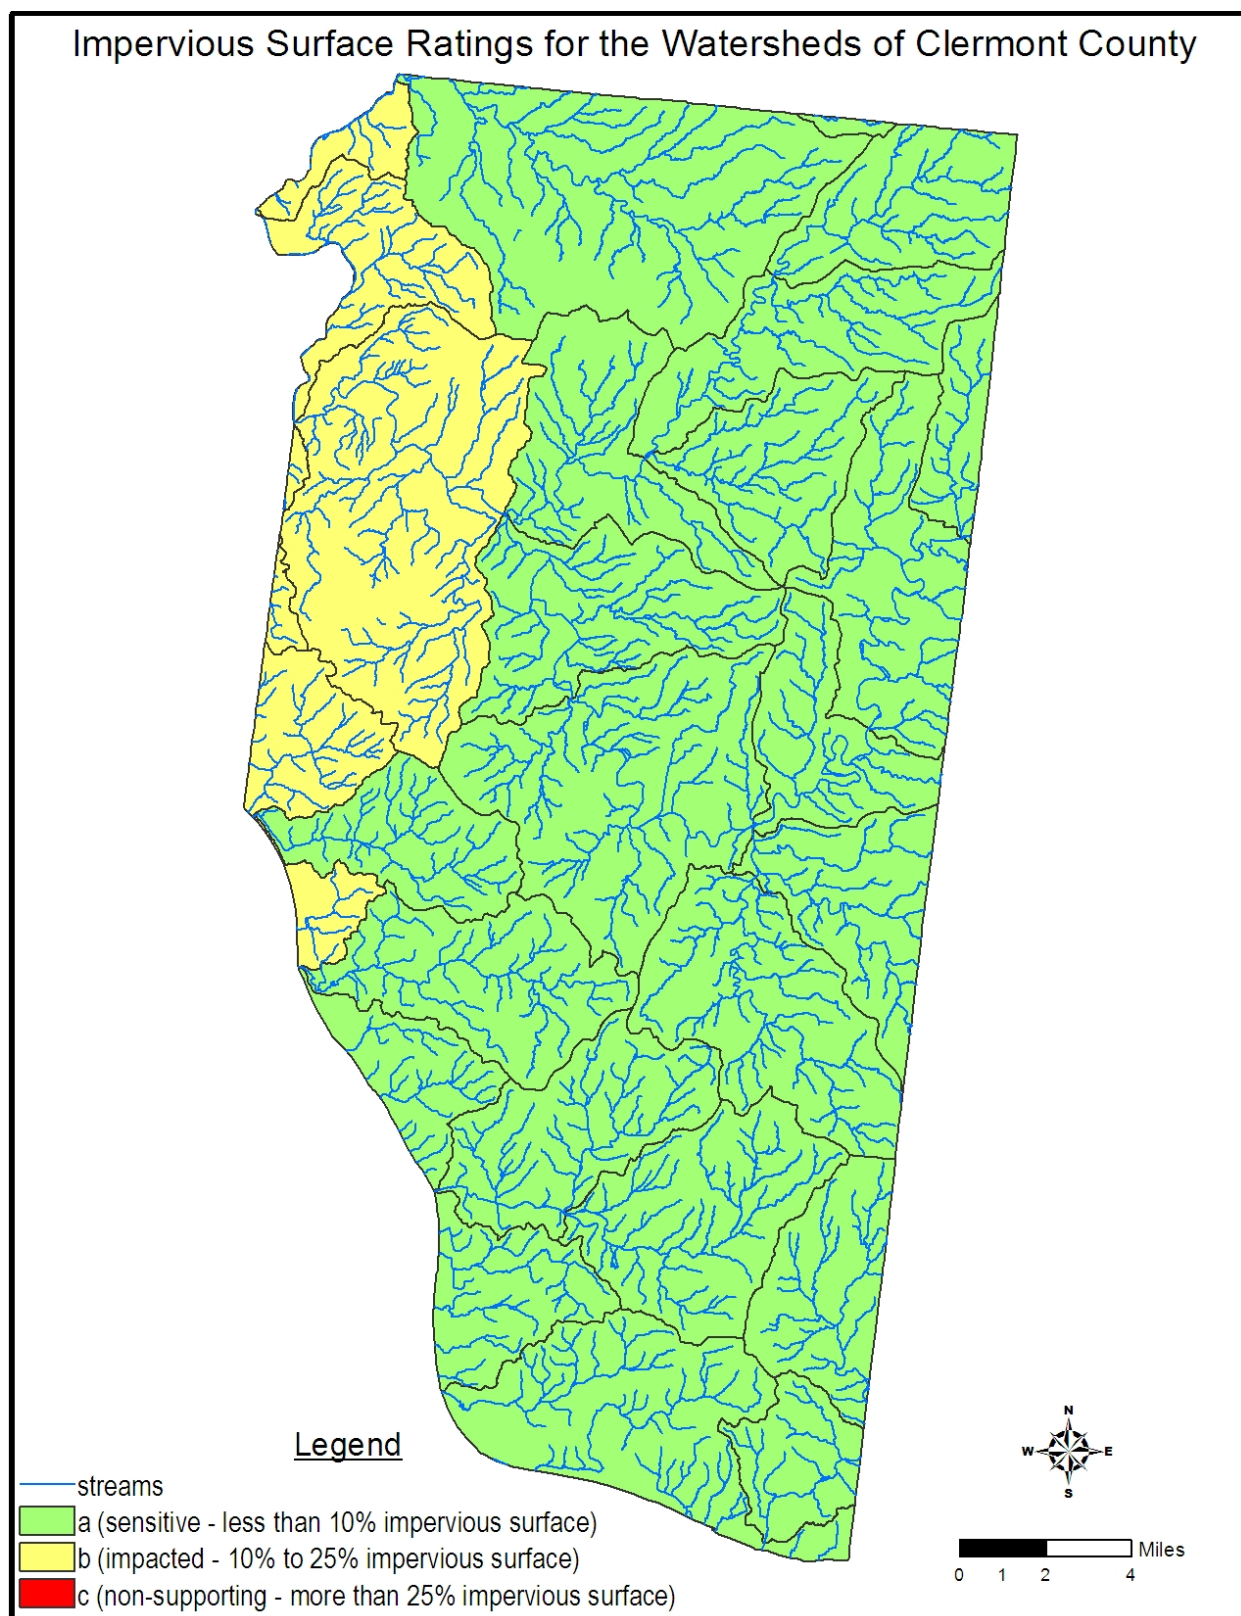 Impervious Surface Ratings for the Watersheds of Clermont County
Legend
streams
a (sensitive - less than 10% impervious surface)
b (impacted - 10% to 25% impervious surface)
c (non-supporting - more than 25% impervious surface)
N
W E
S
Miles
0 1 2 4